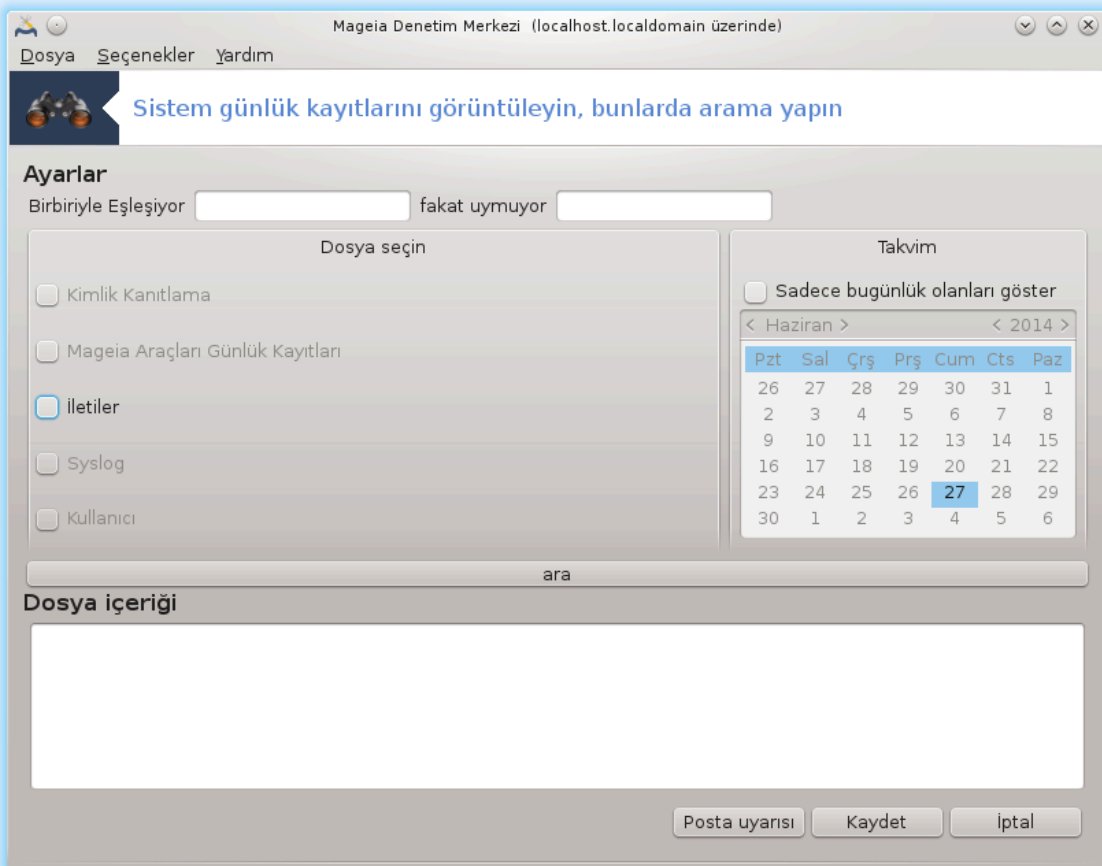 Mageia Denetim Merkezi (localhost.localdomain üzerinde)
Dosya Seçenekler Yardım
Sistem günlük kayıtlarını görüntüleyin, bunlarda arama yapın
Ayarlar
Birbiriyle Eşleşiyor fakat uymuyor
Dosya seçin
Kimlik Kanıtlama
Mageia Araçları Günlük Kayıtları
İletiler
Syslog
Kullanıcı
Takvim
Sadece bugünlük olanları göster
< Haziran > < 2014 >
Pzt Sal Çrş Prş Cum Cts Paz
26 27 28 29 30 31 1
2 3 4 5 6 7 8
9 10 11 12 13 14 15
16 17 18 19 20 21 22
23 24 25 26 27 28 29
30 1 2 3 4 5 6
ara
Dosya içeriği
Posta uyarısı Kaydet İptal